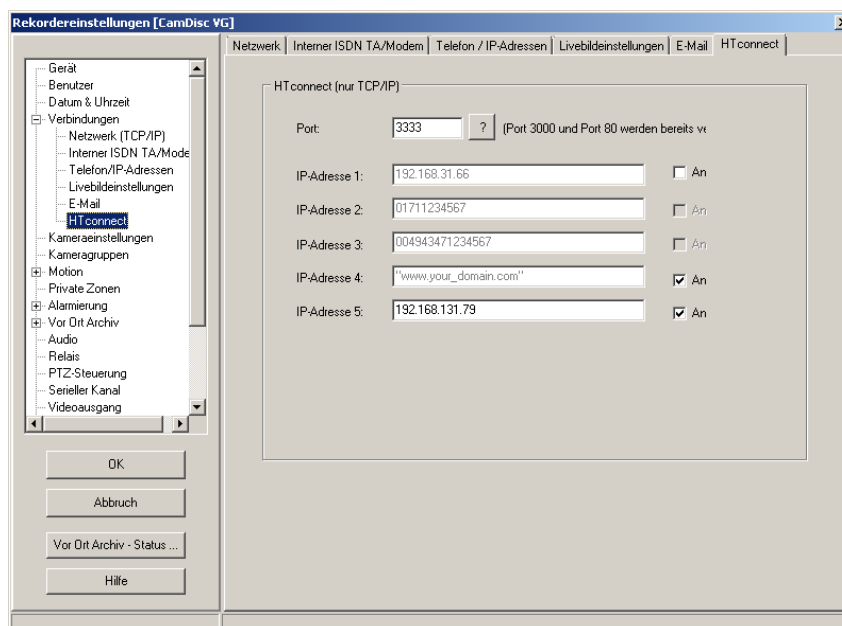 Rekordereinstellungen [CamDisc VG]
Netzwerk Interner ISDN TA/Modem Telefon / IP-Adressen Livebildeinstellungen E-Mail HTconnect
Gerät
Benutzer
Datum & Uhrzeit
Verbindungen
Netzwerk (TCP/IP)
Interner ISDN TA/Mode
Telefon/IP-Adressen
Livebildeinstellungen
E-Mail
HTconnect
Kameraeinstellungen
Kameragruppen
Motion
Private Zonen
Alarmierung
Vor Ort Archiv
Audio
Relais
PTZ-Steuerung
Serieller Kanal
Videoausgang
OK
Abbruch
Vor Ort Archiv - Status ...
Hilfe
HTconnect (nur TCP/IP)
Port: 3333 ? (Port 3000 und Port 80 werden bereits ve
IP-Adresse 1: 192.168.31.66 An
IP-Adresse 2: 01711234567 An
IP-Adresse 3: 004943471234567 An
IP-Adresse 4: "www.your_domain.com" An
IP-Adresse 5: 192.168.131.79 An